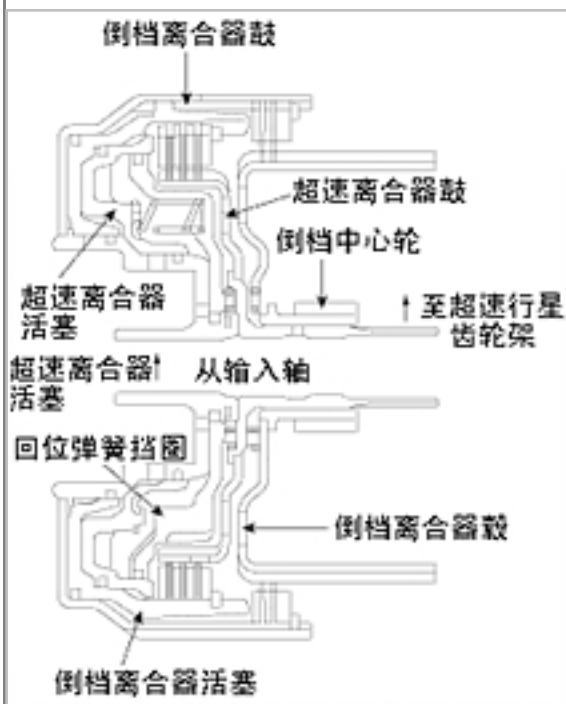 倒档离合器鼓
超速离合器鼓
倒档中心轮
超速离合器
活塞
至超速行星
齿轮架
超速离合器
活塞
从输入轴
回位弹簧挡圈
倒档离合器毂
倒档离合器活塞